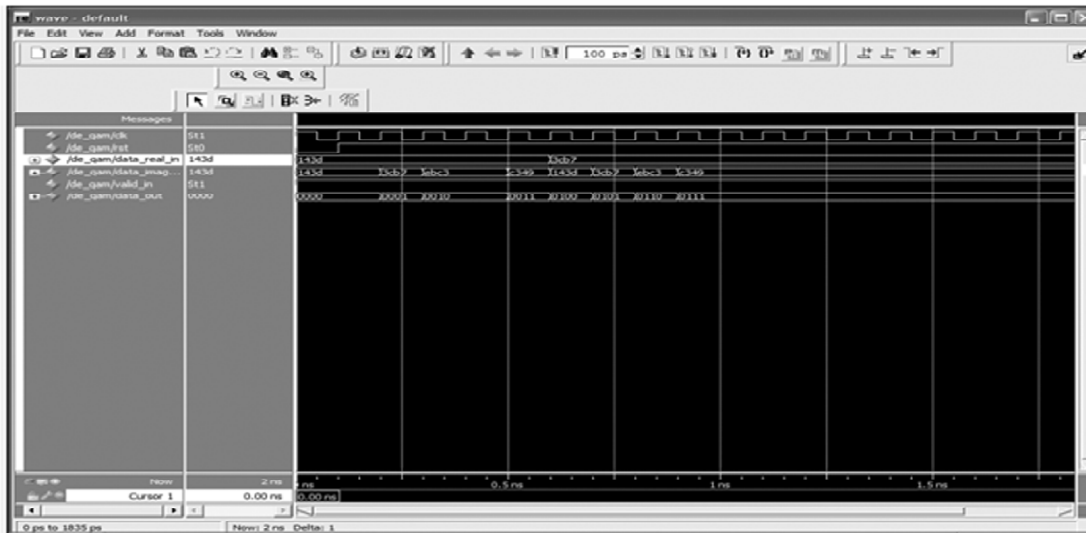 wave - default
File Edit View Add Format Tools Window
100 ps
Messages
/de_qam/clk St1
/de_qam/rst St0
/de_qam/data_real_in 143d 143d 3cb7
/de_qam/data_imag... 143d 143d 3cb7 ebc3 c349 143d 3cb7 ebc3 c349
/de_qam/valid_in St1
/de_qam/data_out 0000 0000 0001 0010 0011 0100 0101 0110 0111
Now 2 ns ns 0.5 ns 1 ns 1.5 ns
Cursor 1 0.00 ns 0.00 ns
0 ps to 1835 ps Now: 2 ns Delta: 1